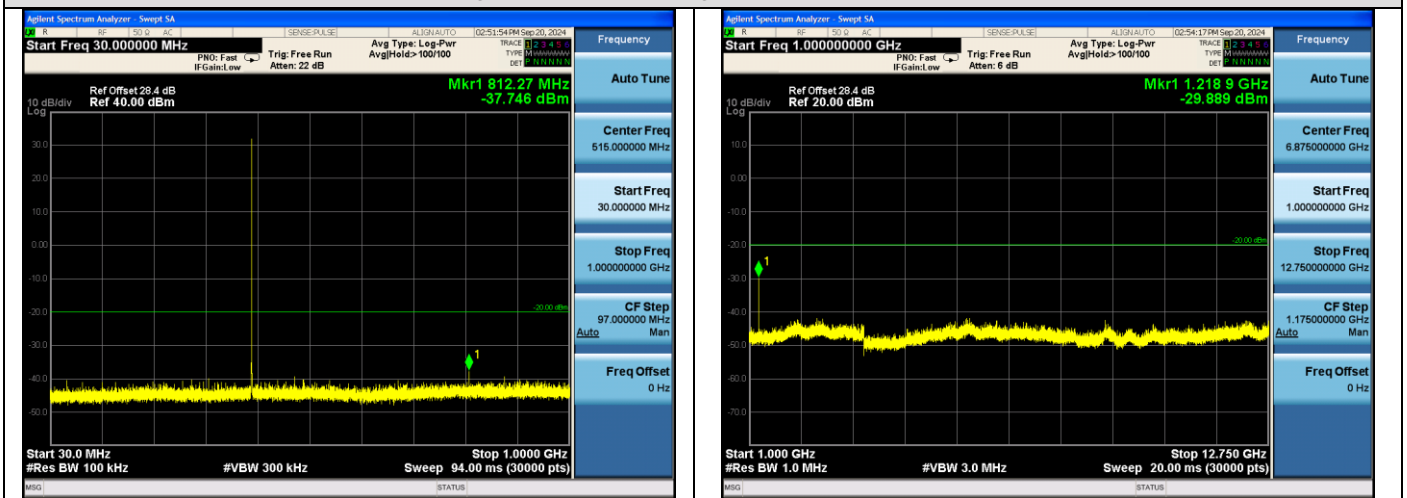 Agilent Spectrum Analyzer - Swept SA
R RF 50 Ω AC SENSE:PULSE ALIGNAUTO 02:51:54 PM Sep 20, 2024
Start Freq 30.000000 MHz
PNO: Fast
IFGain:Low
Trig: Free Run
Atten: 22 dB
Avg Type: Log-Pwr
Avg|Hold:> 100/100
TRACE 1 2 3 4 5 6
TYPE M WWWWW
DET P N N N N N
Ref Offset 28.4 dB
10 dB/div Ref 40.00 dBm
Log
Mkr1 812.27 MHz
-37.746 dBm
30.0
20.0
10.0
0.00
-10.0
-20.0
-20.00 dBm
-30.0
-40.0
-50.0
1
Start 30.0 MHz Stop 1.0000 GHz
#Res BW 100 kHz #VBW 300 kHz Sweep 94.00 ms (30000 pts)
MSG STATUS
Frequency
Auto Tune
Center Freq
515.000000 MHz
Start Freq
30.000000 MHz
Stop Freq
1.000000000 GHz
CF Step
97.000000 MHz
Auto Man
Freq Offset
0 Hz
Agilent Spectrum Analyzer - Swept SA
R RF 50 Ω AC SENSE:PULSE ALIGNAUTO 02:54:17 PM Sep 20, 2024
Start Freq 1.000000000 GHz
PNO: Fast
IFGain:Low
Trig: Free Run
Atten: 6 dB
Avg Type: Log-Pwr
Avg|Hold:> 100/100
TRACE 1 2 3 4 5 6
TYPE M WWWWW
DET P N N N N N
Ref Offset 28.4 dB
10 dB/div Ref 20.00 dBm
Log
Mkr1 1.218 9 GHz
-29.889 dBm
10.0
0.00
-10.0
-20.0
-20.00 dBm
-30.0
-40.0
-50.0
-60.0
-70.0
1
Start 1.000 GHz Stop 12.750 GHz
#Res BW 1.0 MHz #VBW 3.0 MHz Sweep 20.00 ms (30000 pts)
MSG STATUS
Frequency
Auto Tune
Center Freq
6.875000000 GHz
Start Freq
1.000000000 GHz
Stop Freq
12.750000000 GHz
CF Step
1.175000000 GHz
Auto Man
Freq Offset
0 Hz